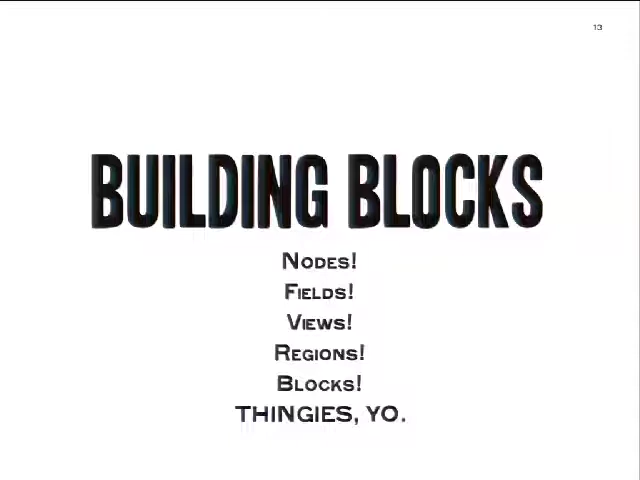 13
BUILDING BLOCKS
Nodes!
Fields!
Views!
Regions!
Blocks!
THINGIES, YO.